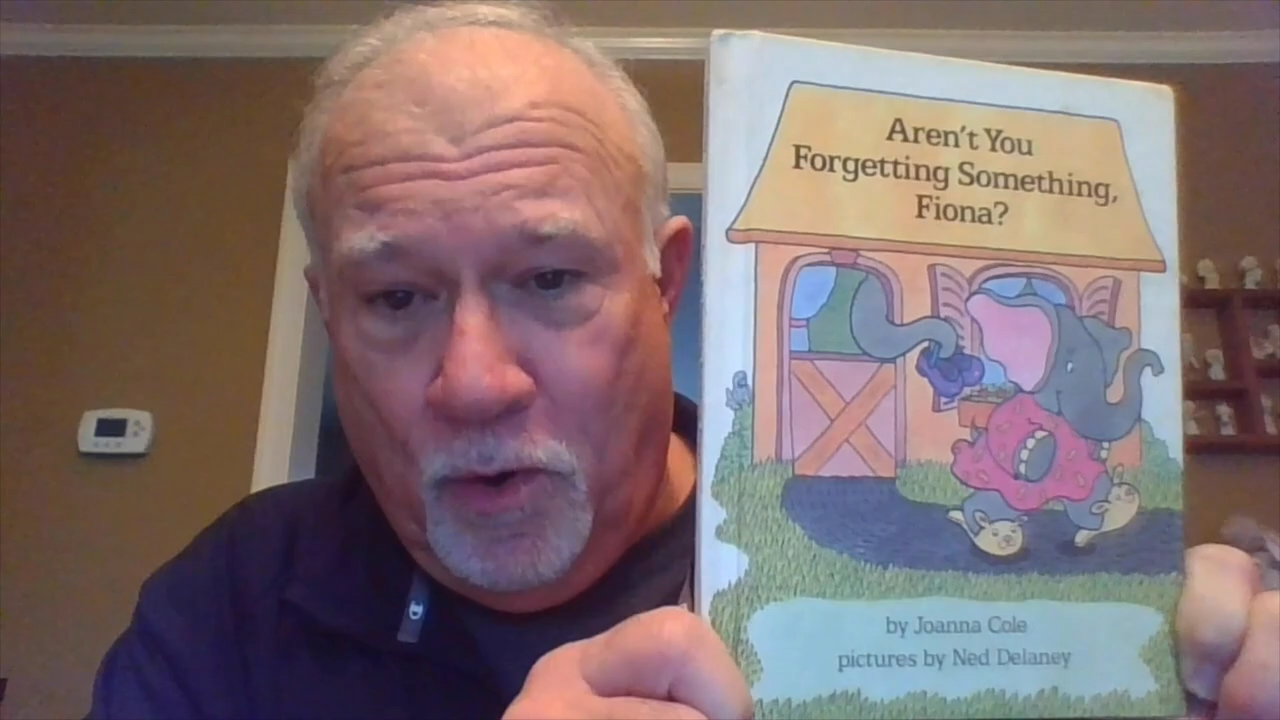 Aren't You
Forgetting Something,
Fiona?
by Joanna Cole
pictures by Ned Delaney